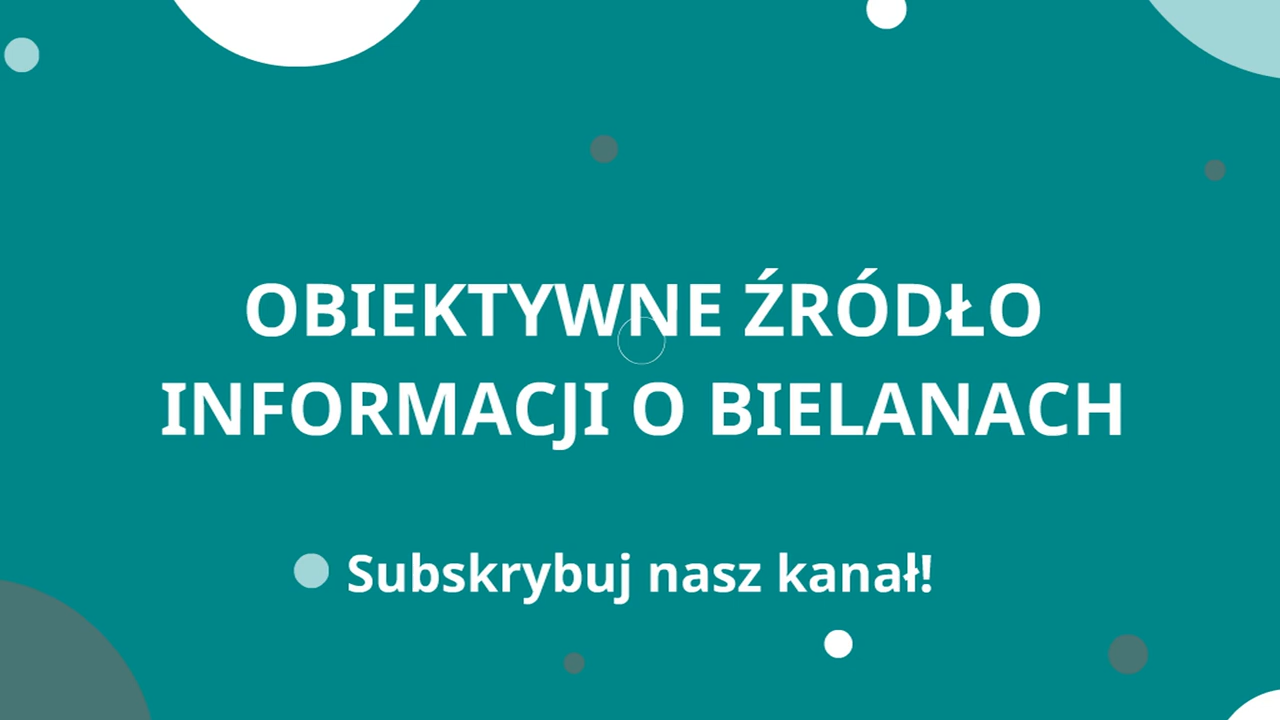 OBIEKTYWNE ŹRÓDŁO
INFORMACJI O BIELANACH
Subskrybuj nasz kanał!